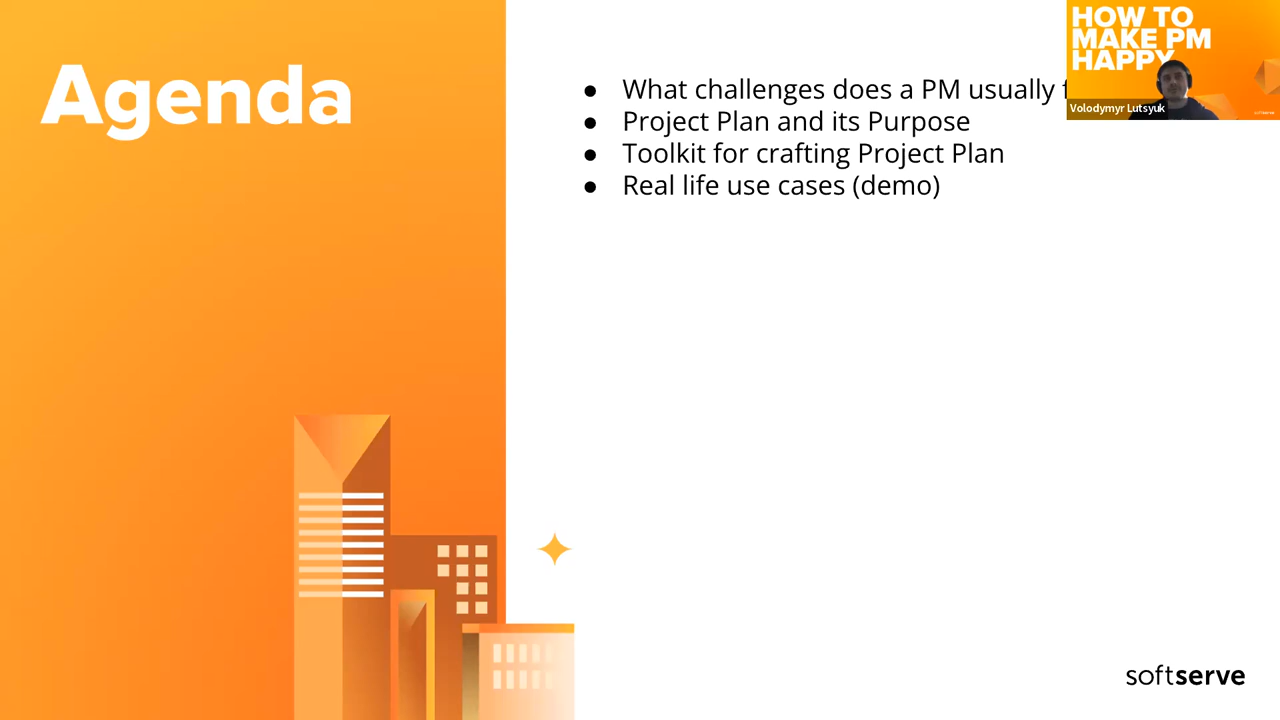 Agenda
What challenges does a PM usually
Project Plan and its Purpose
Toolkit for crafting Project Plan
Real life use cases (demo)
HOW TO
MAKE PM
HAPPY
Volodymyr Lutsyuk
softserve